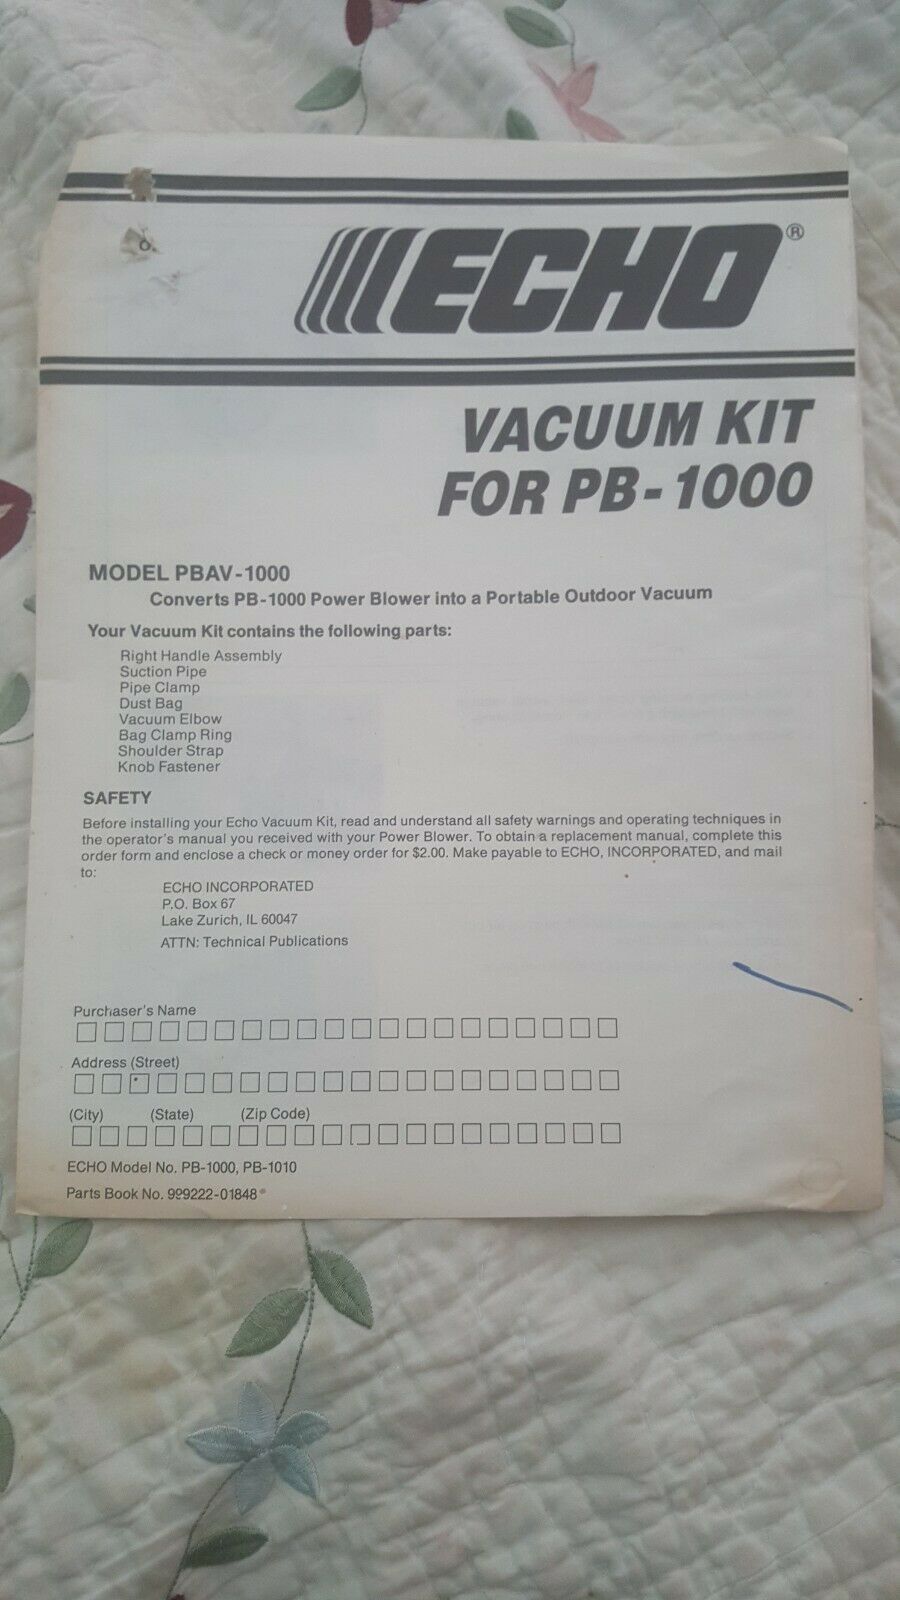 ECHO®
VACUUM KIT
FOR PB-1000
MODEL PBAV-1000
Converts PB-1000 Power Blower into a Portable Outdoor Vacuum
Your Vacuum Kit contains the following parts:
Right Handle Assembly
Suction Pipe
Pipe Clamp
Dust Bag
Vacuum Elbow
Bag Clamp Ring
Shoulder Strap
Knob Fastener
SAFETY
Before installing your Echo Vacuum Kit, read and understand all safety warnings and operating techniques in
the operator's manual you received with your Power Blower. To obtain a replacement manual, complete this
order form and enclose a check or money order for $2.00. Make payable to ECHO, INCORPORATED, and mail
to:
ECHO INCORPORATED
P.O. Box 67
Lake Zurich, IL 60047
ATTN: Technical Publications
Purchaser's Name
Address (Street)
(City) (State) (Zip Code)
ECHO Model No. PB-1000, PB-1010
Parts Book No. 999222-01848